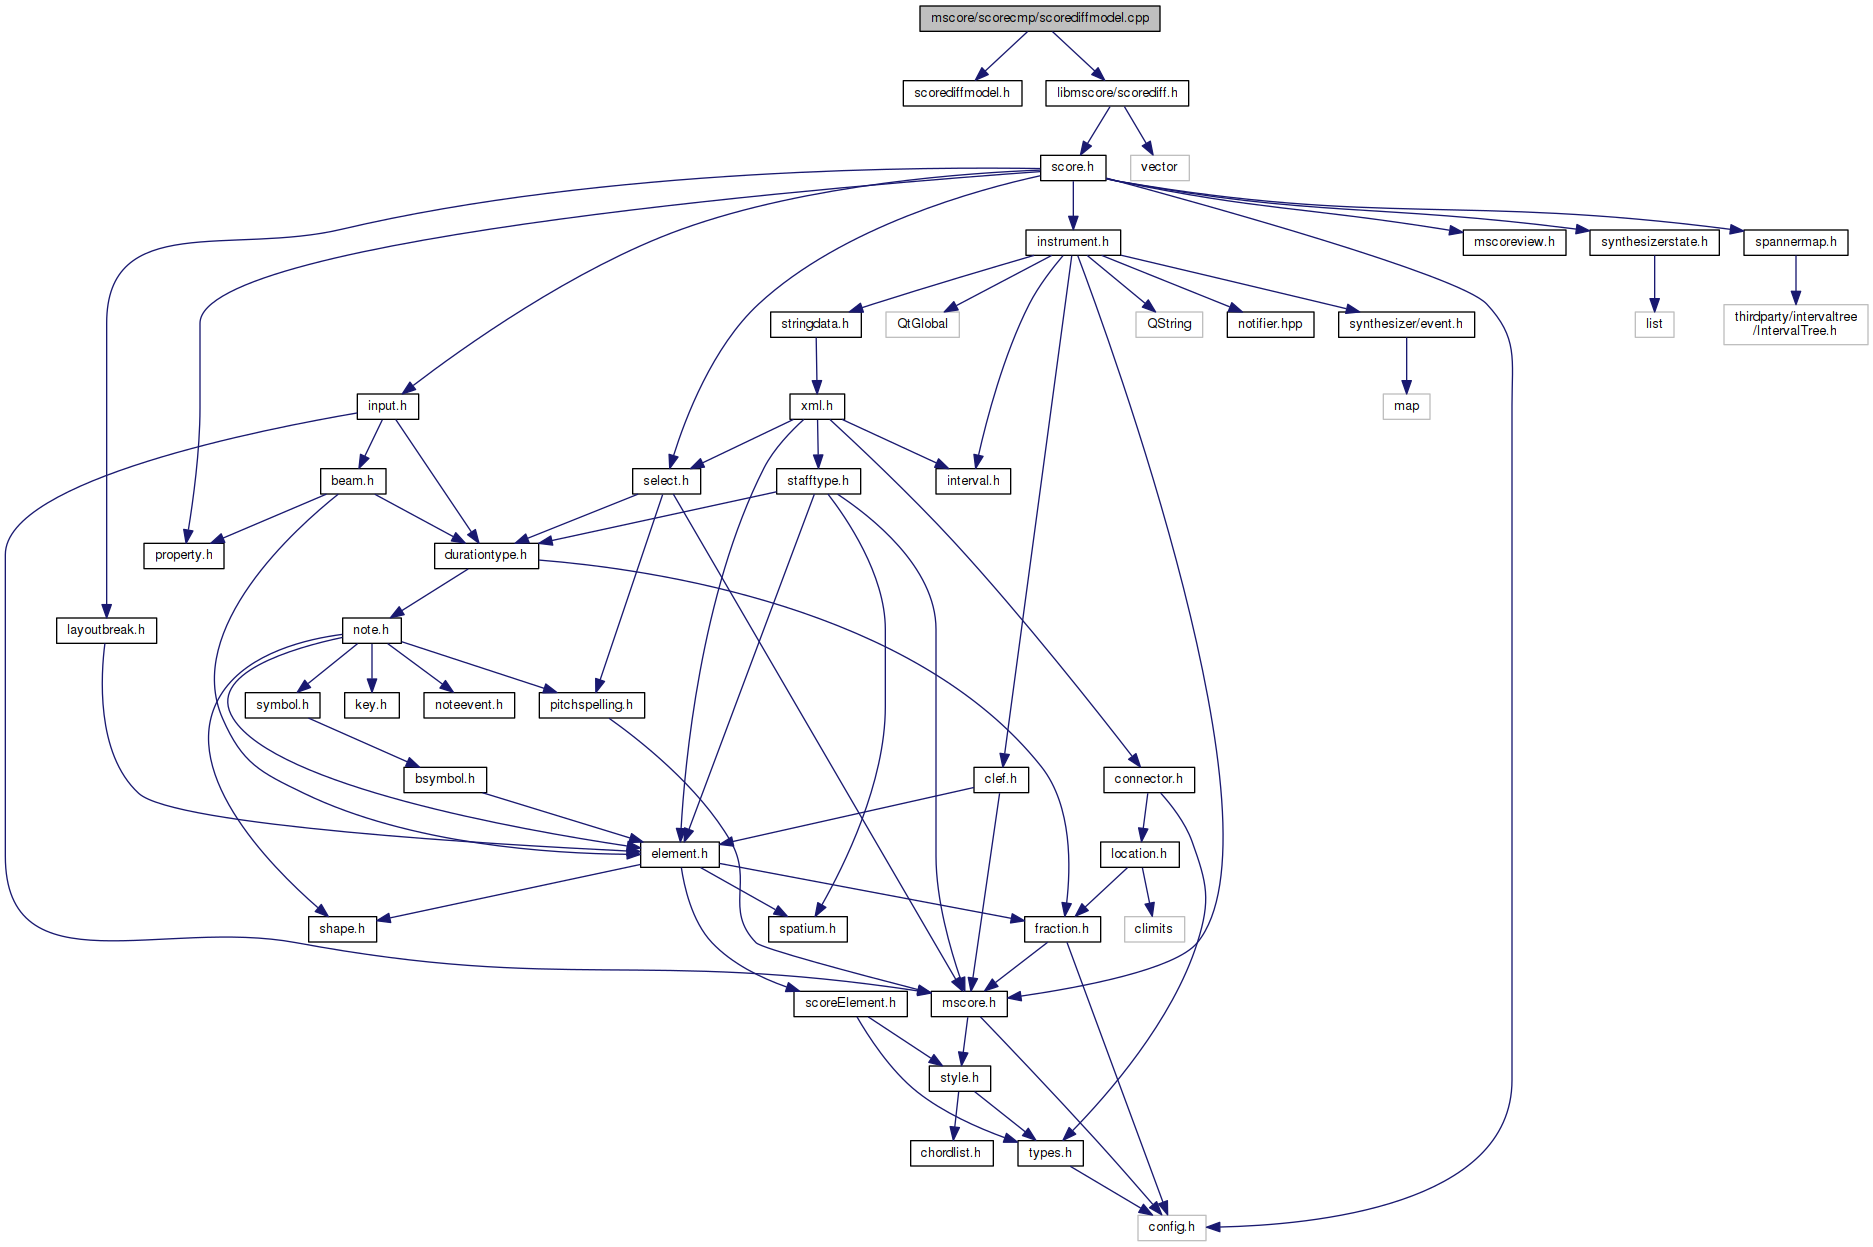 mscore/scorecmp/scorediffmodel.cpp
scorediffmodel.h
libmscore/scorediff.h
score.h
vector
instrument.h
mscoreview.h
synthesizerstate.h
spannermap.h
stringdata.h
QtGlobal
QString
notifier.hpp
synthesizer/event.h
list
thirdparty/intervaltree
/IntervalTree.h
input.h
xml.h
map
beam.h
select.h
stafftype.h
interval.h
property.h
durationtype.h
layoutbreak.h
note.h
symbol.h
key.h
noteevent.h
pitchspelling.h
bsymbol.h
clef.h
connector.h
element.h
location.h
shape.h
spatium.h
fraction.h
climits
scoreElement.h
mscore.h
style.h
chordlist.h
types.h
config.h